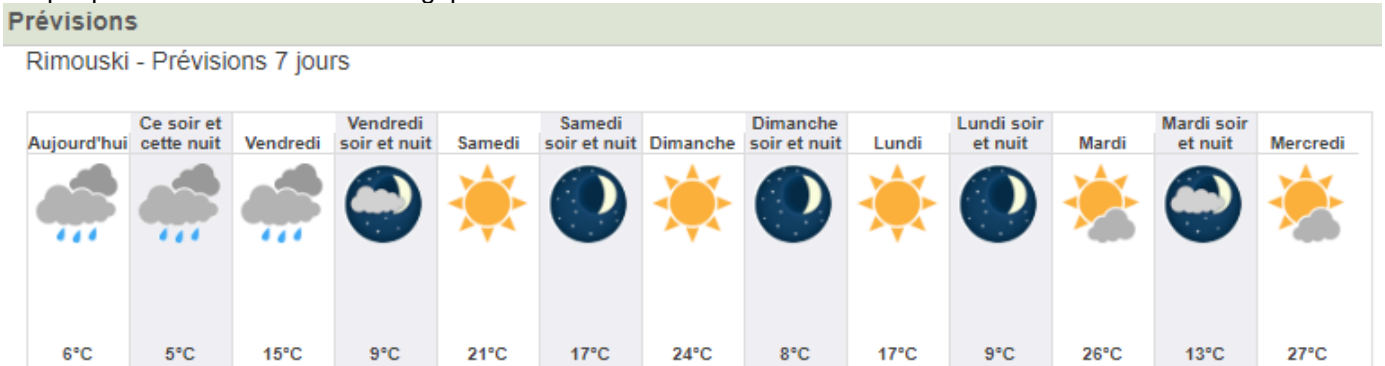 Prévisions
Rimouski - Prévisions 7 jours
Aujourd'hui
Ce soir et
cette nuit
Vendredi
Vendredi
soir et nuit
Samedi
Samedi
soir et nuit
Dimanche
Dimanche
soir et nuit
Lundi
Lundi soir
et nuit
Mardi
Mardi soir
et nuit
Mercredi
6°C 5°C 15°C 9°C 21°C 17°C 24°C 8°C 17°C 9°C 26°C 13°C 27°C